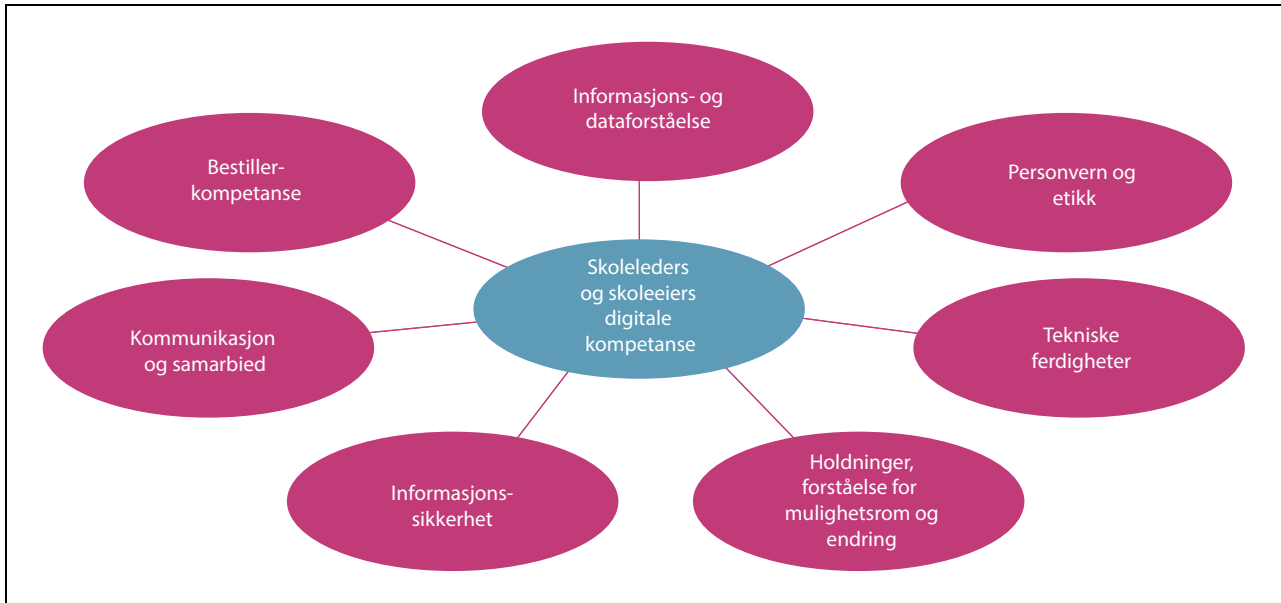 Informasjons- og
dataforståelse
Bestiller-
kompetanse
Personvern og
etikk
Skoleleders
og skoleeiers
digitale
kompetanse
Kommunikasjon
og samarbied
Tekniske
ferdigheter
Informasjons-
sikkerhet
Holdninger,
forståelse for
mulighetsrom og
endring